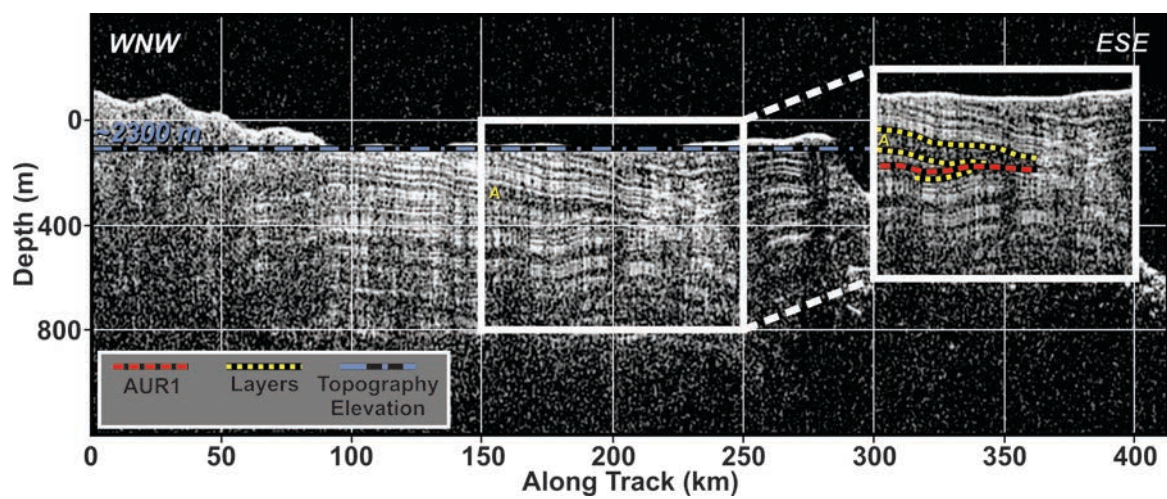 WNW
ESE
~2300 m
A
A
0
400
800
Depth (m)
AUR1
Layers
Topography
Elevation
0
50
100
150
200
250
300
350
400
Along Track (km)